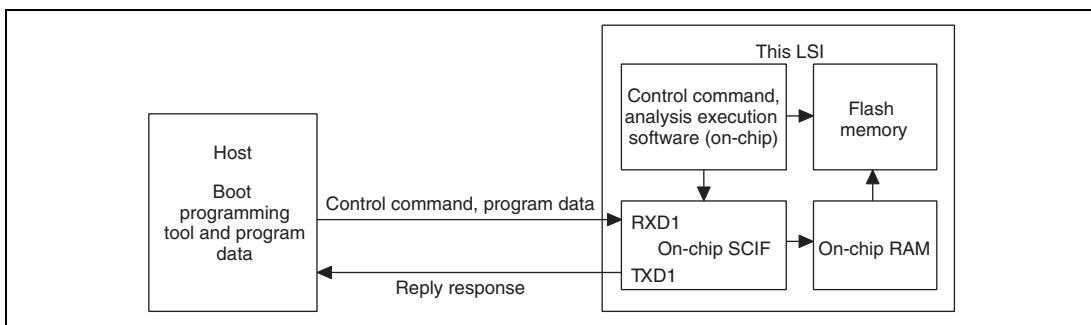 This LSI
Control command,
analysis execution
software (on-chip)
Flash
memory
Host
Boot
programming
tool and program
data
Control command, program data
RXD1
On-chip SCIF
TXD1
On-chip RAM
Reply response